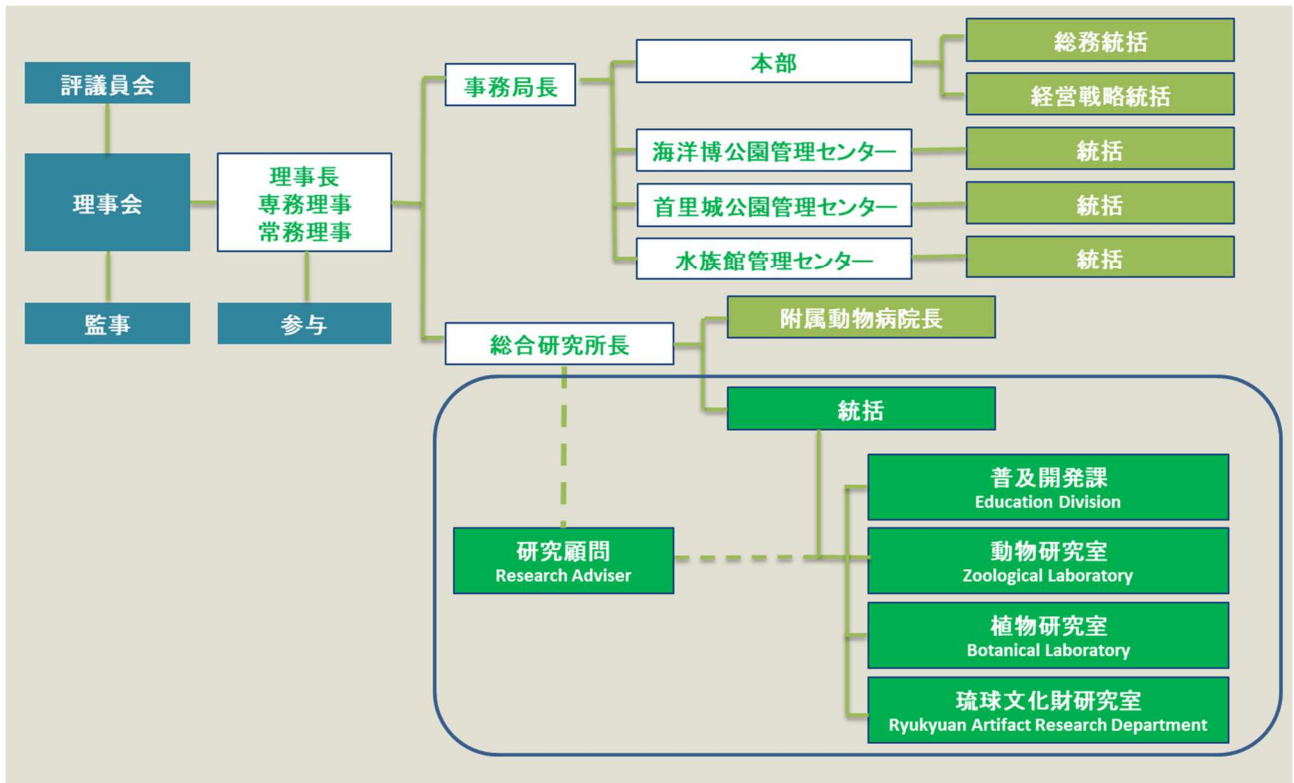 評議員会
理事会
監事
理事長
専務理事
常務理事
参与
事務局長
本部
総務統括
経営戦略統括
海洋博公園管理センター
統括
首里城公園管理センター
統括
水族館管理センター
統括
総合研究所長
附属動物病院長
統括
研究顧問
Research Adviser
普及開発課
Education Division
動物研究室
Zoological Laboratory
植物研究室
Botanical Laboratory
琉球文化財研究室
Ryukyuan Artifact Research Department